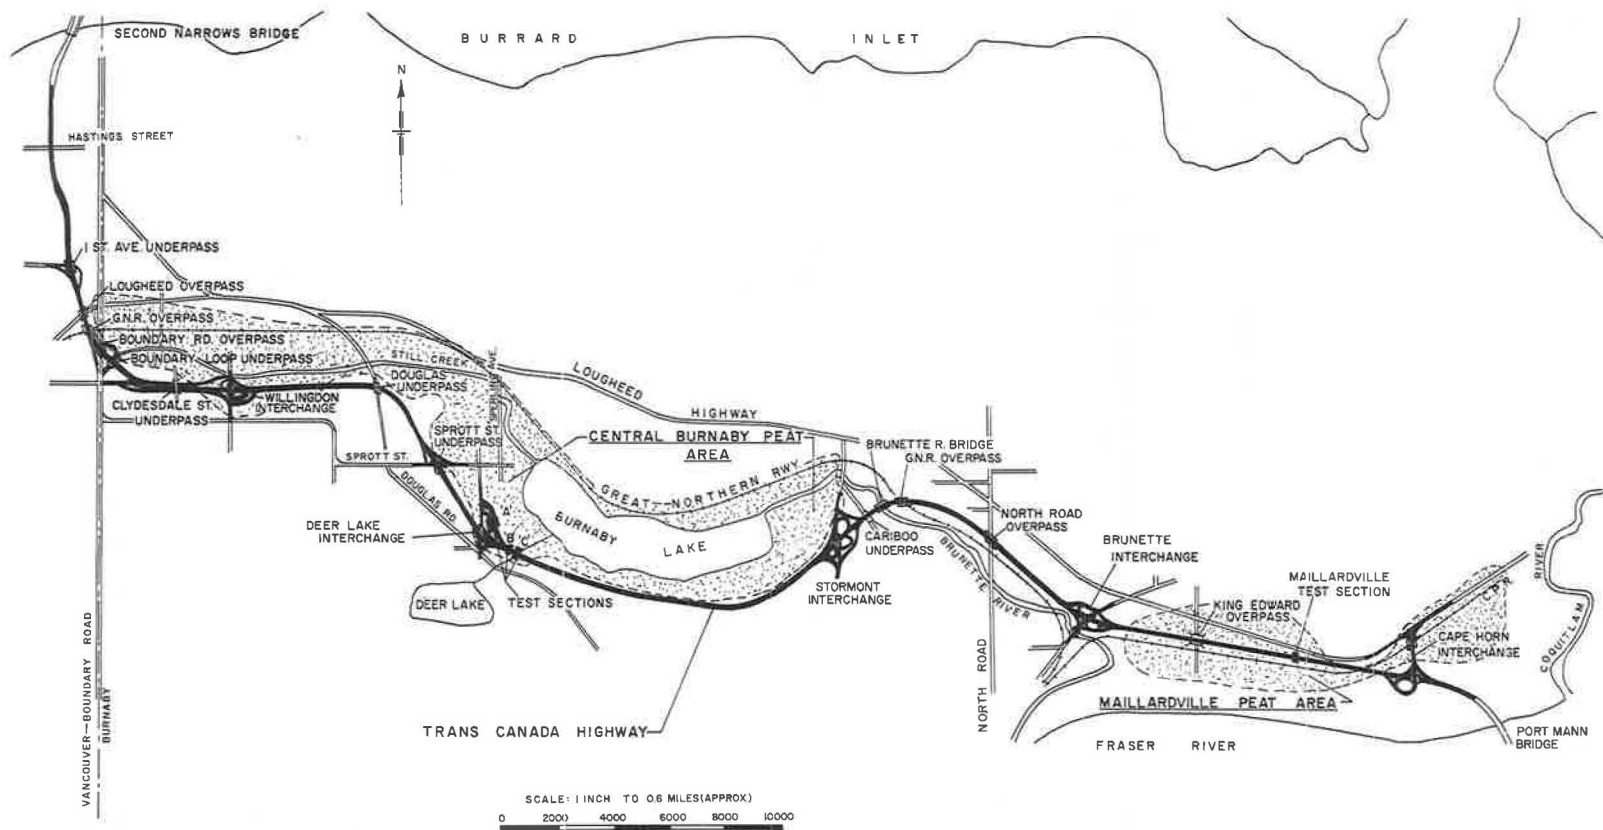 SECOND NARROWS BRIDGE
BURRARD INLET
N
HASTINGS STREET
1 ST. AVE. UNDERPASS
LOUGHEED OVERPASS
G.N.R. OVERPASS
BOUNDARY RD. OVERPASS
BOUNDARY LOOP UNDERPASS
STILL CREEK
SPERLING AVE.
DOUGLAS
UNDERPASS
WILLINGDON
INTERCHANGE
CLYDESDALE ST.
UNDERPASS
LOUGHEED HIGHWAY
SPROTT ST.
UNDERPASS
SPROTT ST.
CENTRAL BURNABY PEAT
AREA
DOUGLAS RD
GREAT NORTHERN RWY
BRUNETTE R. BRIDGE
G.N.R. OVERPASS
DEER LAKE
INTERCHANGE
'A'
'B'
'C'
BURNABY LAKE
CARIBOO
UNDERPASS
STORMONT
INTERCHANGE
NORTH ROAD
OVERPASS
BRUNETTE RIVER
BRUNETTE
INTERCHANGE
DEER LAKE
TEST SECTIONS
MAILLARDVILLE
TEST SECTION
KING EDWARD
OVERPASS
C.P.R.
COQUITLAM RIVER
CAPE HORN
INTERCHANGE
NORTH ROAD
MAILLARDVILLE PEAT AREA
VANCOUVER—BOUNDARY ROAD
BURNABY
TRANS CANADA HIGHWAY
FRASER RIVER
PORT MANN
BRIDGE
SCALE: 1 INCH TO 0.6 MILES (APPROX)
0 2000 4000 6000 8000 10000